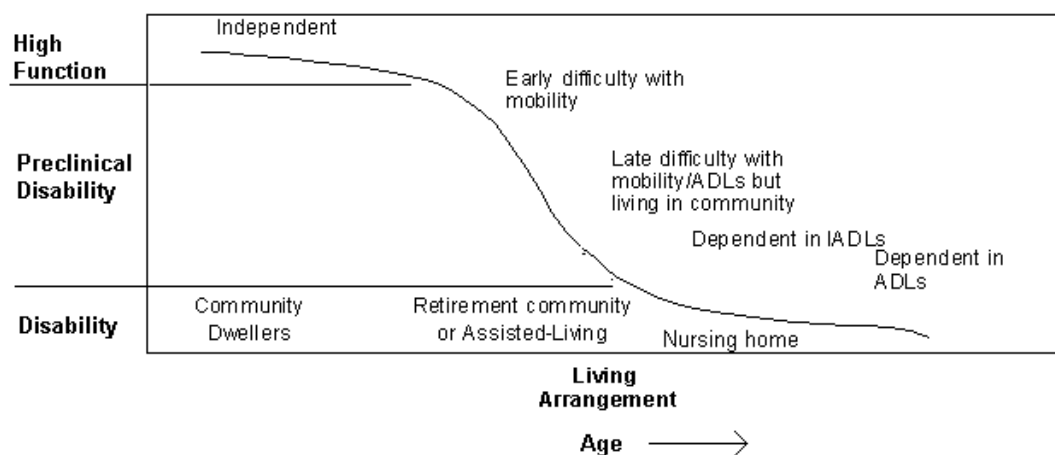 Independent
High
Function
Early difficulty with
mobility
Preclinical
Disability
Late difficulty with
mobility/ADLs but
living in community
Dependent in IADLs
Dependent in
ADLs
Disability
Community
Dwellers
Retirement community
or Assisted-Living
Nursing home
Living
Arrangement
Age